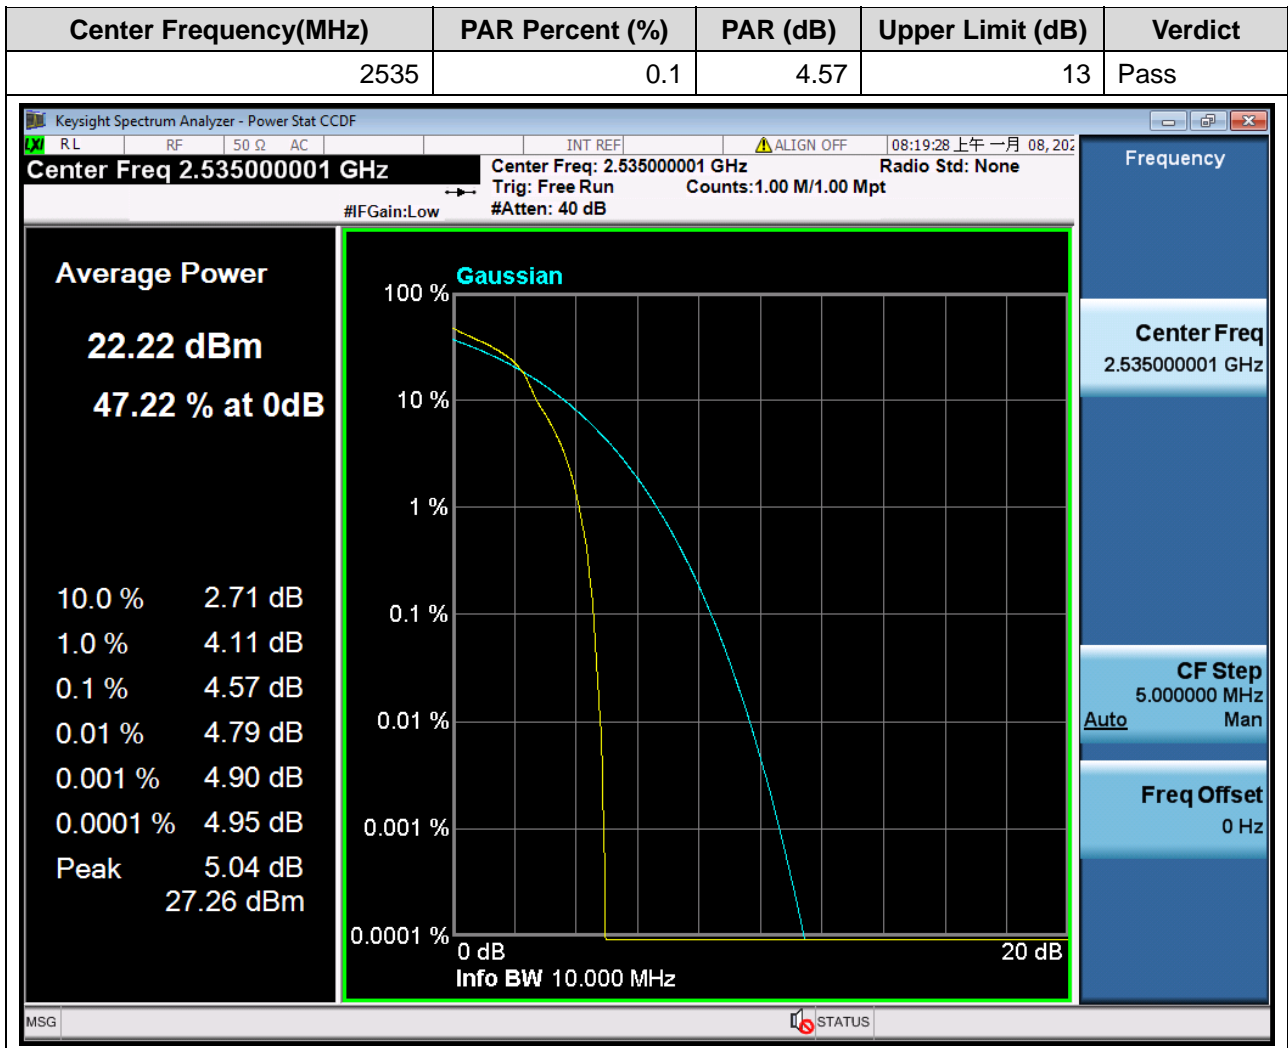 Center Frequency(MHz) PAR Percent (%) PAR (dB) Upper Limit (dB) Verdict
2535 0.1 4.57 13 Pass
Keysight Spectrum Analyzer - Power Stat CCDF
LXI RL RF 50 Ω AC INT REF ALIGN OFF 08:19:28 上午 一月 08, 202
Center Freq 2.535000001 GHz
Center Freq: 2.535000001 GHz Radio Std: None
Trig: Free Run Counts:1.00 M/1.00 Mpt
#IFGain:Low #Atten: 40 dB
Frequency
Average Power
22.22 dBm
47.22 % at 0dB
10.0 % 2.71 dB
1.0 % 4.11 dB
0.1 % 4.57 dB
0.01 % 4.79 dB
0.001 % 4.90 dB
0.0001 % 4.95 dB
Peak 5.04 dB
27.26 dBm
Gaussian
100 %
10 %
1 %
0.1 %
0.01 %
0.001 %
0.0001 %
0 dB 20 dB
Info BW 10.000 MHz
Center Freq
2.535000001 GHz
CF Step
5.000000 MHz
Auto Man
Freq Offset
0 Hz
MSG STATUS